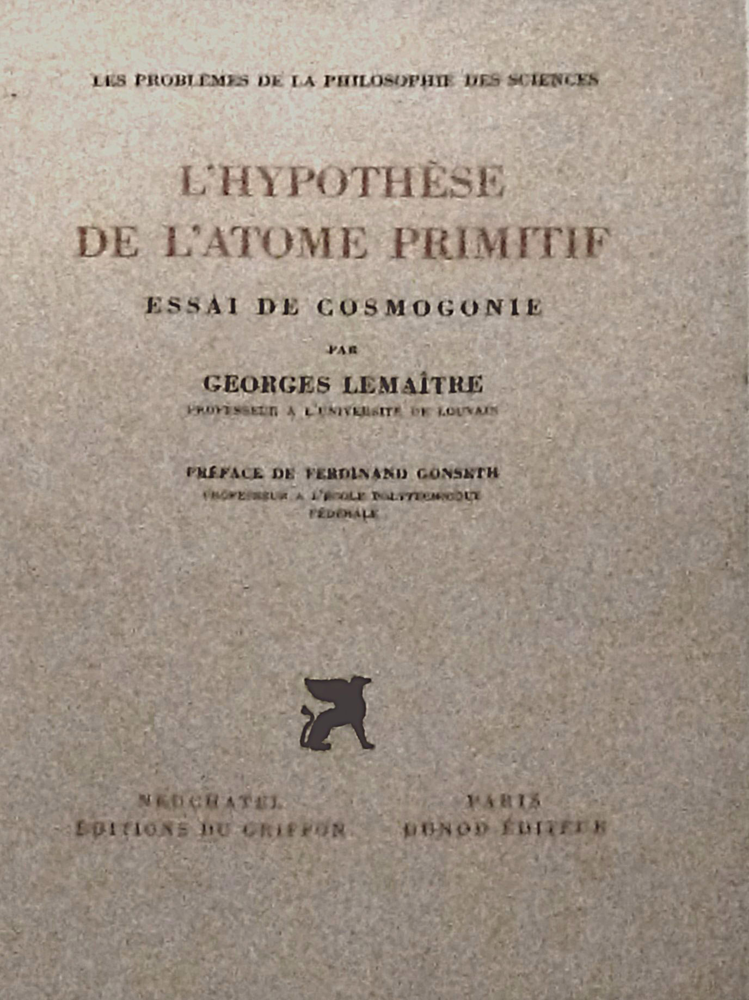 LES PROBLÈMES DE LA PHILOSOPHIE DES SCIENCES
L'HYPOTHÈSE
DE L'ATOME PRIMITIF
ESSAI DE COSMOGONIE
PAR
GEORGES LEMAÎTRE
PROFESSEUR A L'UNIVERSITÉ DE LOUVAIN
PRÉFACE DE FERDINAND GONSETH
PROFESSEUR A L'ÉCOLE POLYTECHNIQUE
FÉDÉRALE
NEUCHATEL
ÉDITIONS DU GRIFFON
PARIS
DUNOD ÉDITEUR